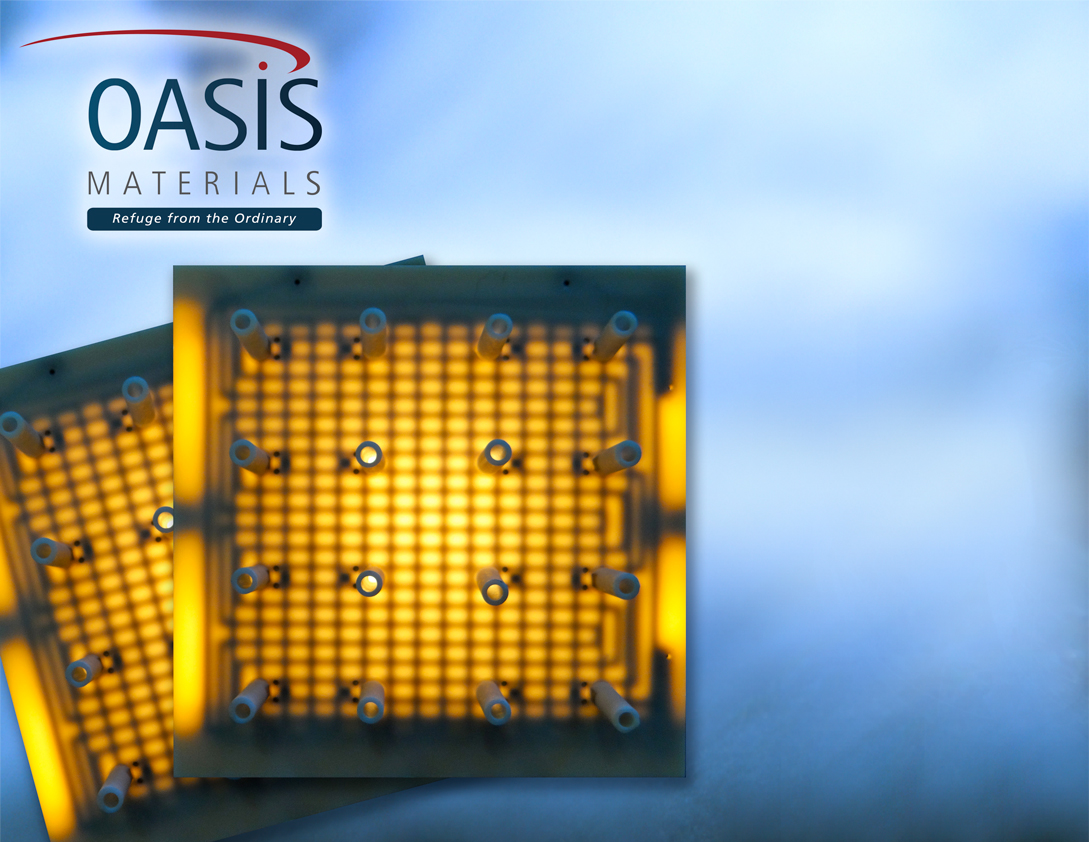 OASiS
MATERIALS
Refuge from the Ordinary